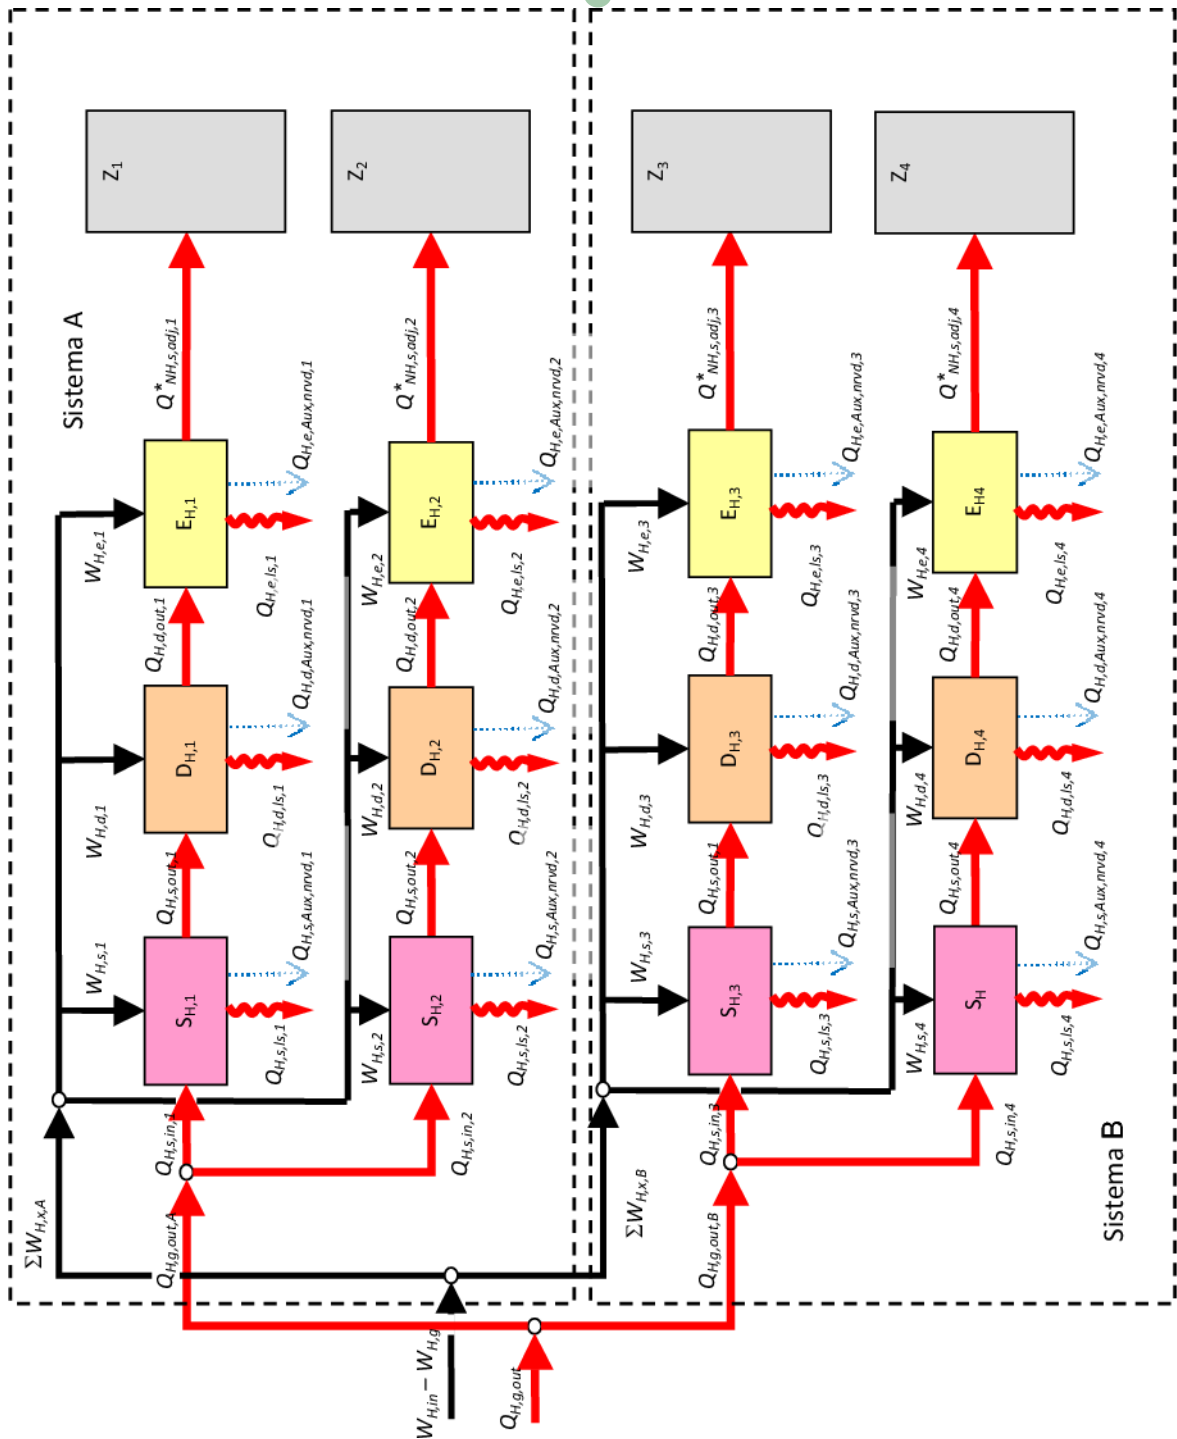 Sistema A
Z1
Q*NH,s,adj,1
EH,1
WH,e,1
QH,e,Aux,nrvd,1
QH,e,ls,1
QH,d,out,1
DH,1
WH,d,1
QH,d,Aux,nrvd,1
QH,d,ls,1
QH,s,out,1
SH,1
WH,s,1
QH,s,Aux,nrvd,1
QH,s,ls,1
QH,s,in,1
Z2
Q*NH,s,adj,2
EH,2
WH,e,2
QH,e,Aux,nrvd,2
QH,e,ls,2
QH,d,out,2
DH,2
WH,d,2
QH,d,Aux,nrvd,2
QH,d,ls,2
QH,s,out,2
SH,2
WH,s,2
QH,s,Aux,nrvd,2
QH,s,ls,2
QH,s,in,2
ΣWH,x,A
QH,g,out,A
WH,in – WH,g
QH,g,out
Sistema B
Z3
Q*NH,s,adj,3
EH,3
WH,e,3
QH,e,Aux,nrvd,3
QH,e,ls,3
QH,d,out,3
DH,3
WH,d,3
QH,d,Aux,nrvd,3
QH,d,ls,3
QH,s,out,1
SH,3
WH,s,3
QH,s,Aux,nrvd,3
QH,s,ls,3
QH,s,in,3
Z4
Q*NH,s,adj,4
EH4
WH,e,4
QH,e,Aux,nrvd,4
QH,e,ls,4
QH,d,out,4
DH,4
WH,d,4
QH,d,Aux,nrvd,4
QH,d,ls,4
QH,s,out,4
SH
WH,s,4
QH,s,Aux,nrvd,4
QH,s,ls,4
QH,s,in,4
ΣWH,x,B
QH,g,out,B